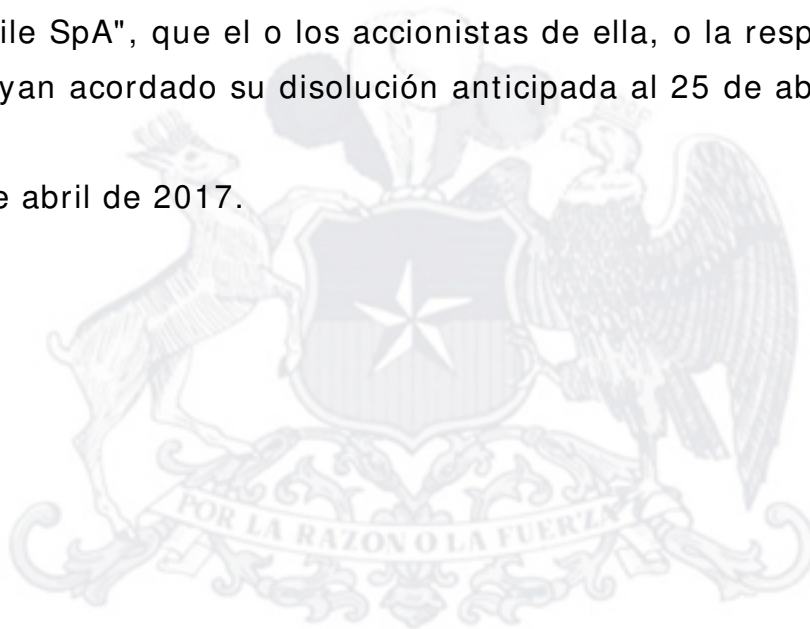 ile SpA", que el o los accionistas de ella, o la resp
yan acordado su disolución anticipada al 25 de ab
e abril de 2017.
POR LA RAZON O LA FUERZA